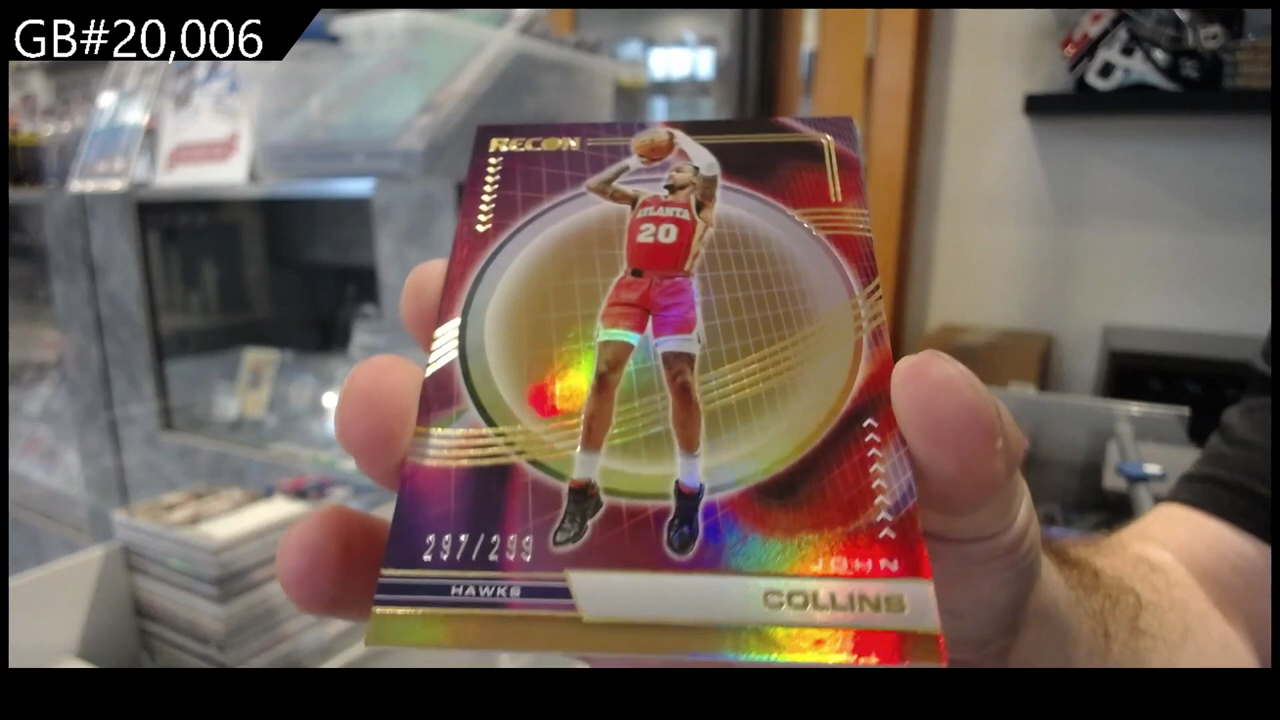 GB#20,006
RECON
ATLANTA
20
297/299
JOHN
HAWKS
COLLINS